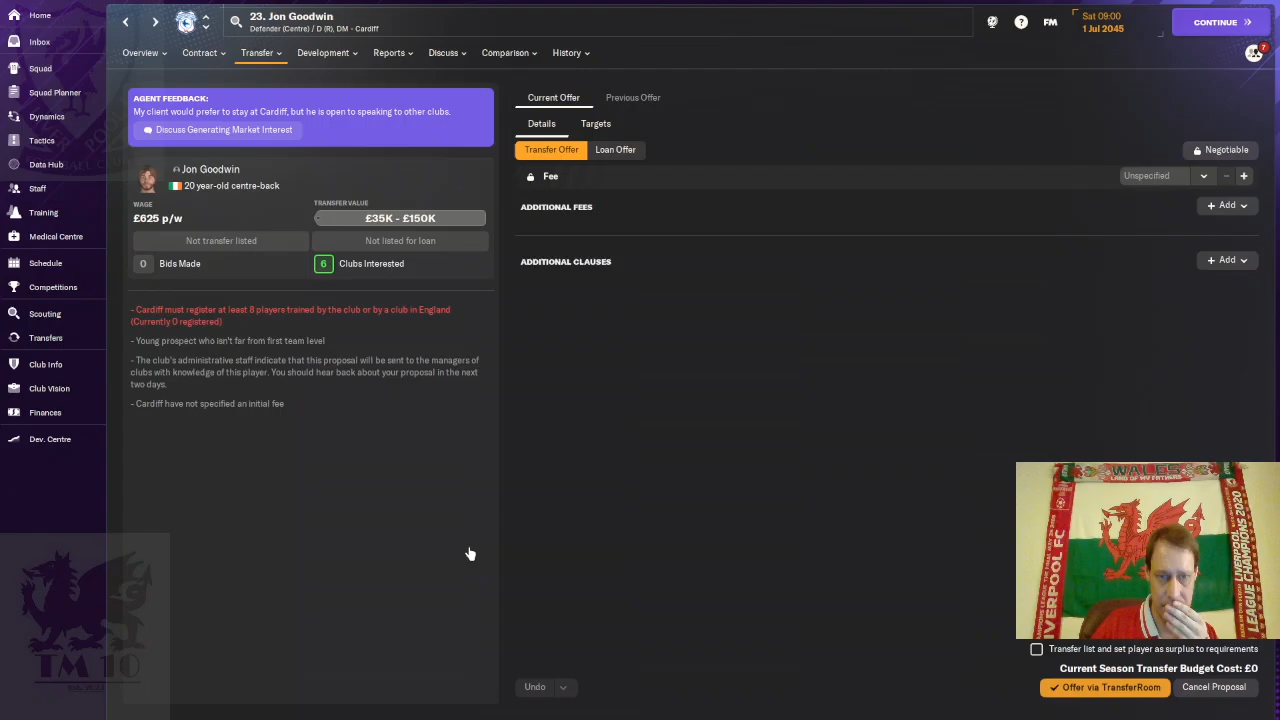 Home
Inbox
Squad
Squad Planner
Dynamics
Tactics
Data Hub
Staff
Training
Medical Centre
Schedule
Competitions
Scouting
Transfers
Club Info
Club Vision
Finances
Dev. Centre
TM 10
23. Jon Goodwin
Defender (Centre) / D (R), DM - Cardiff
FM
Sat 09:00
1 Jul 2045
CONTINUE
Overview
Contract
Transfer
Development
Reports
Discuss
Comparison
History
7
AGENT FEEDBACK:
My client would prefer to stay at Cardiff, but he is open to speaking to other clubs.
Discuss Generating Market Interest
Jon Goodwin
20 year-old centre-back
WAGE
£625 p/w
TRANSFER VALUE
£35K - £150K
Not transfer listed
Not listed for loan
0 Bids Made
6 Clubs Interested
- Cardiff must register at least 8 players trained by the club or by a club in England
(Currently 0 registered)
- Young prospect who isn't far from first team level
- The club's administrative staff indicate that this proposal will be sent to the managers of
clubs with knowledge of this player. You should hear back about your proposal in the next
two days.
- Cardiff have not specified an initial fee
Current Offer
Previous Offer
Details
Targets
Transfer Offer
Loan Offer
Negotiable
Fee
Unspecified
ADDITIONAL FEES
+ Add
ADDITIONAL CLAUSES
+ Add
WALES
LAND OF MY FATHERS
LIVERPOOL FC
LIVERPOOL
LEAGUE CHAMPIONS 2020
Undo
Transfer list and set player as surplus to requirements
Current Season Transfer Budget Cost: £0
Offer via TransferRoom
Cancel Proposal